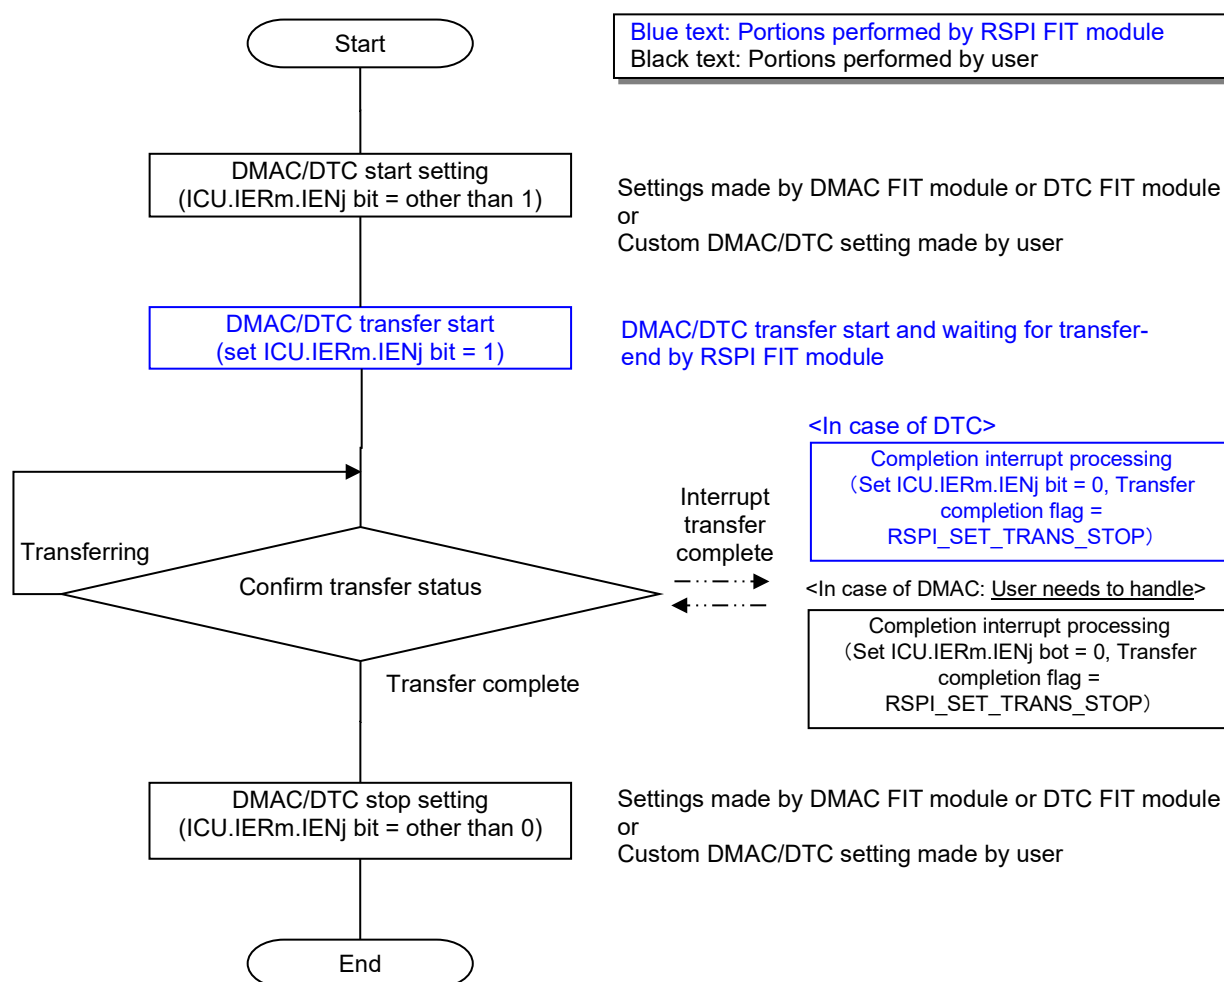 Start
Blue text: Portions performed by RSPI FIT module
Black text: Portions performed by user
DMAC/DTC start setting
(ICU.IERm.IENj bit = other than 1)
Settings made by DMAC FIT module or DTC FIT module
or
Custom DMAC/DTC setting made by user
DMAC/DTC transfer start
(set ICU.IERm.IENj bit = 1)
DMAC/DTC transfer start and waiting for transfer-
end by RSPI FIT module
Transferring
Confirm transfer status
Interrupt
transfer
complete
<In case of DTC>
Completion interrupt processing
（Set ICU.IERm.IENj bit = 0, Transfer
completion flag =
RSPI_SET_TRANS_STOP）
<In case of DMAC: User needs to handle>
Completion interrupt processing
（Set ICU.IERm.IENj bot = 0, Transfer
completion flag =
RSPI_SET_TRANS_STOP）
Transfer complete
DMAC/DTC stop setting
(ICU.IERm.IENj bit = other than 0)
Settings made by DMAC FIT module or DTC FIT module
or
Custom DMAC/DTC setting made by user
End